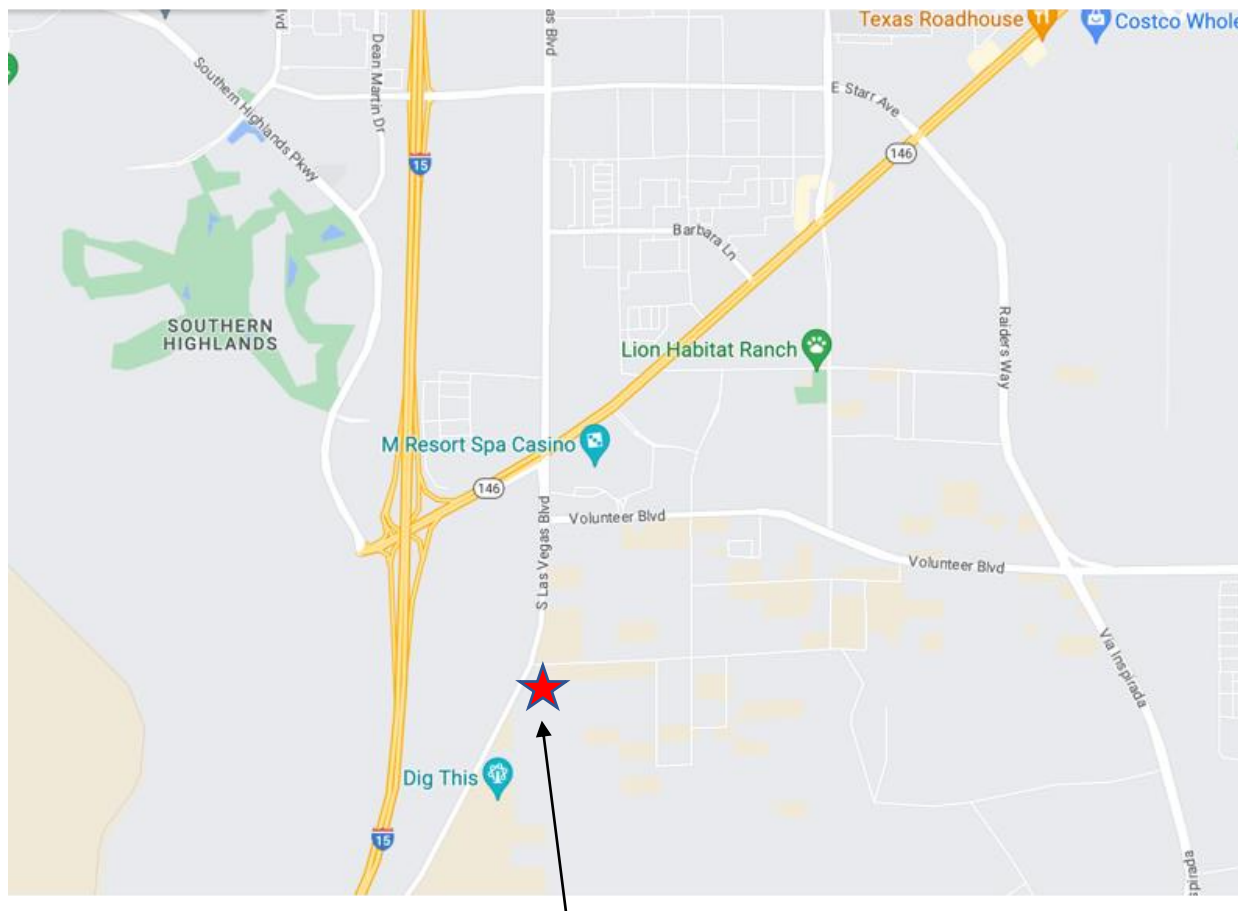 Texas Roadhouse
Costco Whole
lvd
as Blvd
Dean Martin Dr
Southern Highlands Pkwy
E Starr Ave
15
146
Barbara Ln
SOUTHERN
HIGHLANDS
Raiders Way
Lion Habitat Ranch
M Resort Spa Casino
146
S Las Vegas Blvd
Volunteer Blvd
Volunteer Blvd
Via Inspirada
Dig This
15
spirada